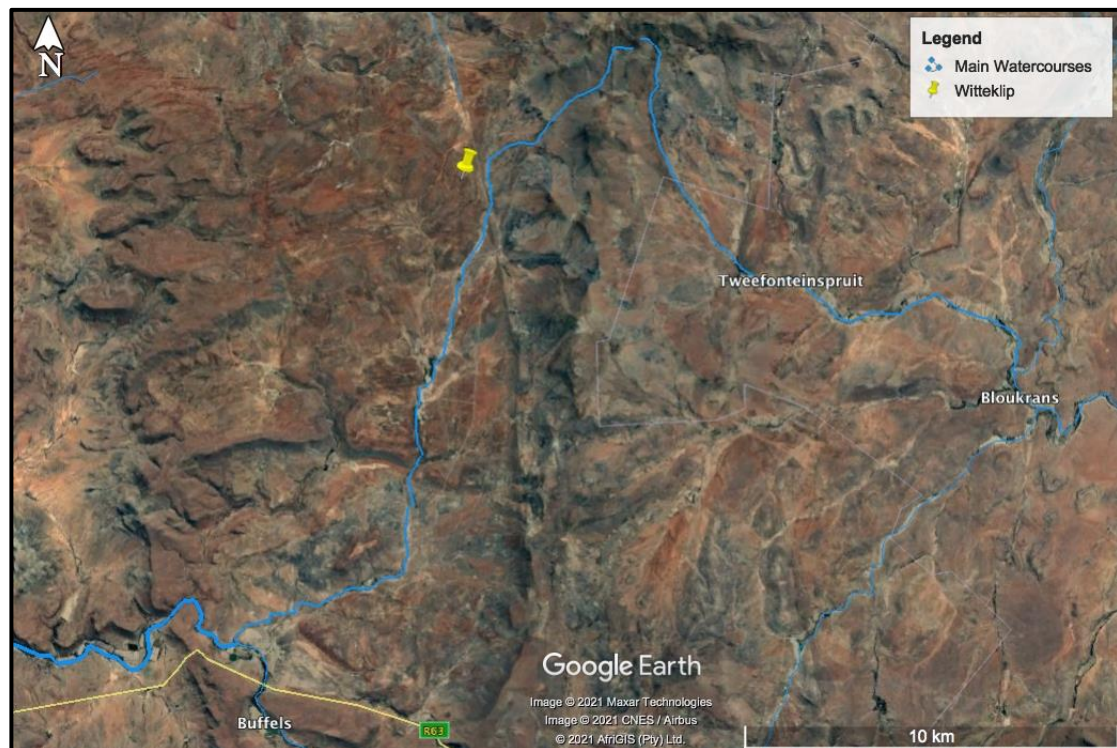 N
Legend
Main Watercourses
Witteklip
Tweefonteinspruit
Bloukrans
Google Earth
Image © 2021 Maxar Technologies
Image © 2021 CNES / Airbus
© 2021 AfriGIS (Pty) Ltd.
Buffels
R63
10 km